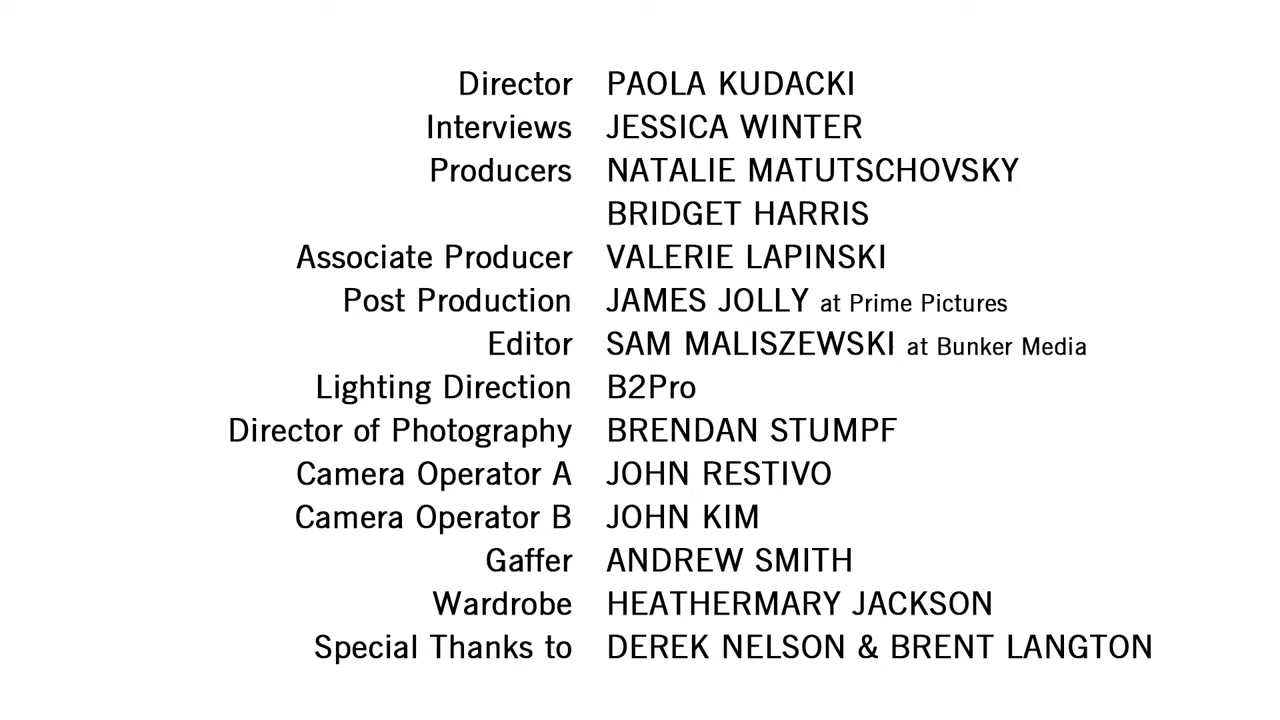 Director PAOLA KUDACKI
Interviews JESSICA WINTER
Producers NATALIE MATUTSCHOVSKY
BRIDGET HARRIS
Associate Producer VALERIE LAPINSKI
Post Production JAMES JOLLY at Prime Pictures
Editor SAM MALISZEWSKI at Bunker Media
Lighting Direction B2Pro
Director of Photography BRENDAN STUMPF
Camera Operator A JOHN RESTIVO
Camera Operator B JOHN KIM
Gaffer ANDREW SMITH
Wardrobe HEATHERMARY JACKSON
Special Thanks to DEREK NELSON & BRENT LANGTON